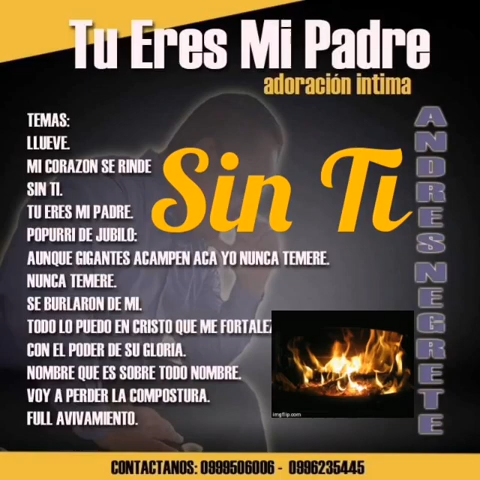 Tu Eres Mi Padre
adoración intima
TEMAS:
LLUEVE.
MI CORAZON SE RINDE
SIN TI.
TU ERES MI PADRE.
POPURRI DE JUBILO:
AUNQUE GIGANTES ACAMPEN ACA YO NUNCA TEMERE.
NUNCA TEMERE.
SE BURLARON DE MI.
TODO LO PUEDO EN CRISTO QUE ME FORTALE
CON EL PODER DE SU GLORIA.
NOMBRE QUE ES SOBRE TODO NOMBRE.
VOY A PERDER LA COMPOSTURA.
FULL AVIVAMIENTO.
Sin Ti
ANDRES NEGRETE
imgflip.com
CONTACTANOS: 0999506006 - 0996235445